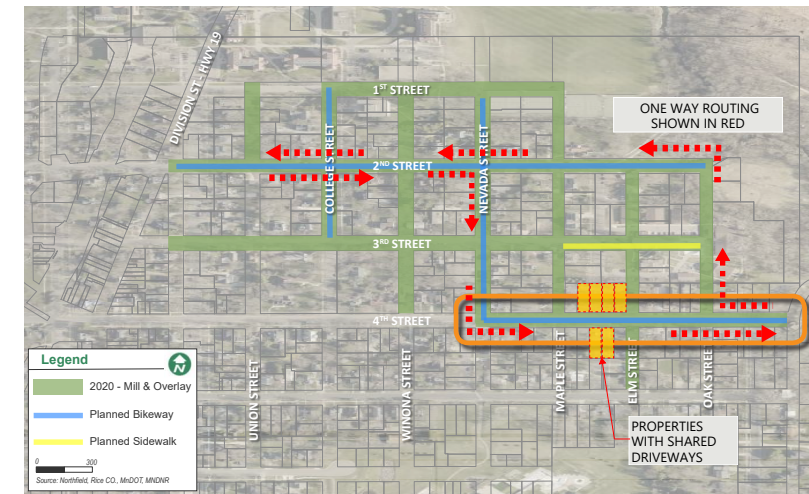 DIVISION ST - HWY 19
1ST STREET
ONE WAY ROUTING
SHOWN IN RED
COLLEGE STREET
2ND STREET
NEVADA STREET
3RD STREET
4TH STREET
UNION STREET
WINONA STREET
MAPLE STREET
ELM STREET
OAK STREET
PROPERTIES
WITH SHARED
DRIVEWAYS
Legend
N
2020 - Mill & Overlay
Planned Bikeway
Planned Sidewalk
0 300
Source: Northfield, Rice CO., MnDOT, MNDNR